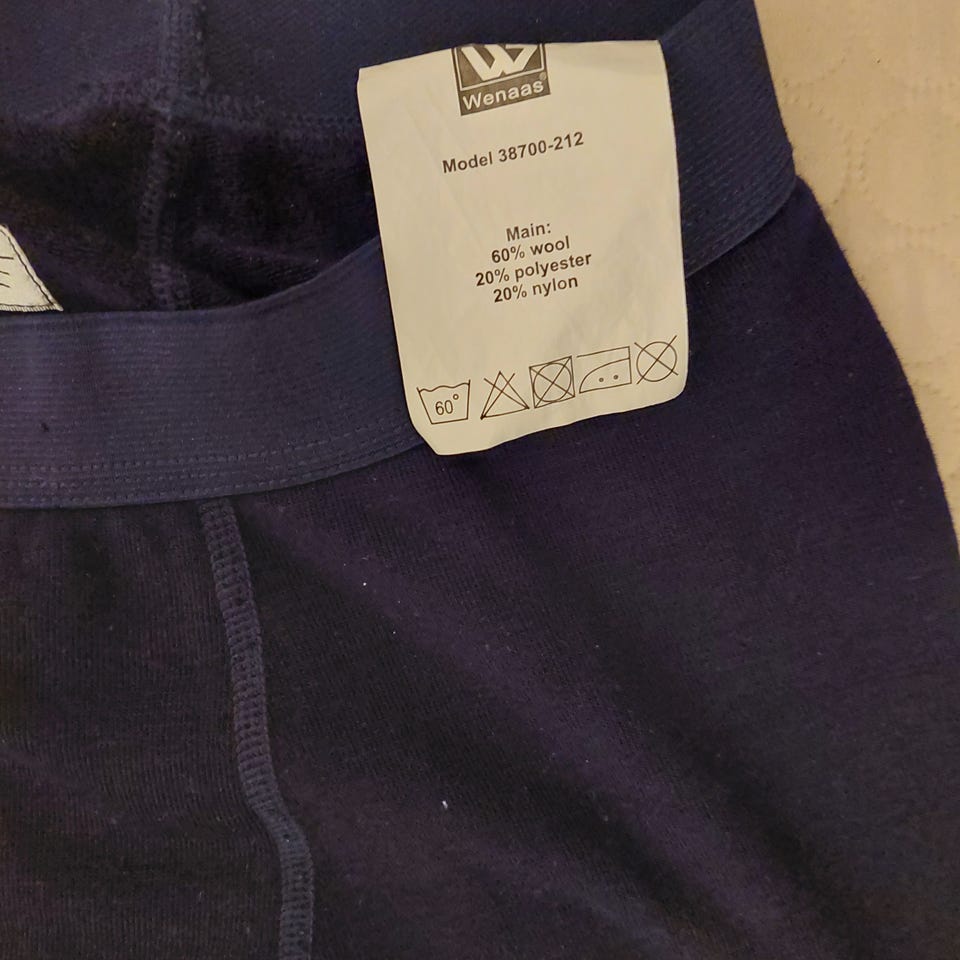 Wenaas®
Model 38700-212
Main:
60% wool
20% polyester
20% nylon
60°